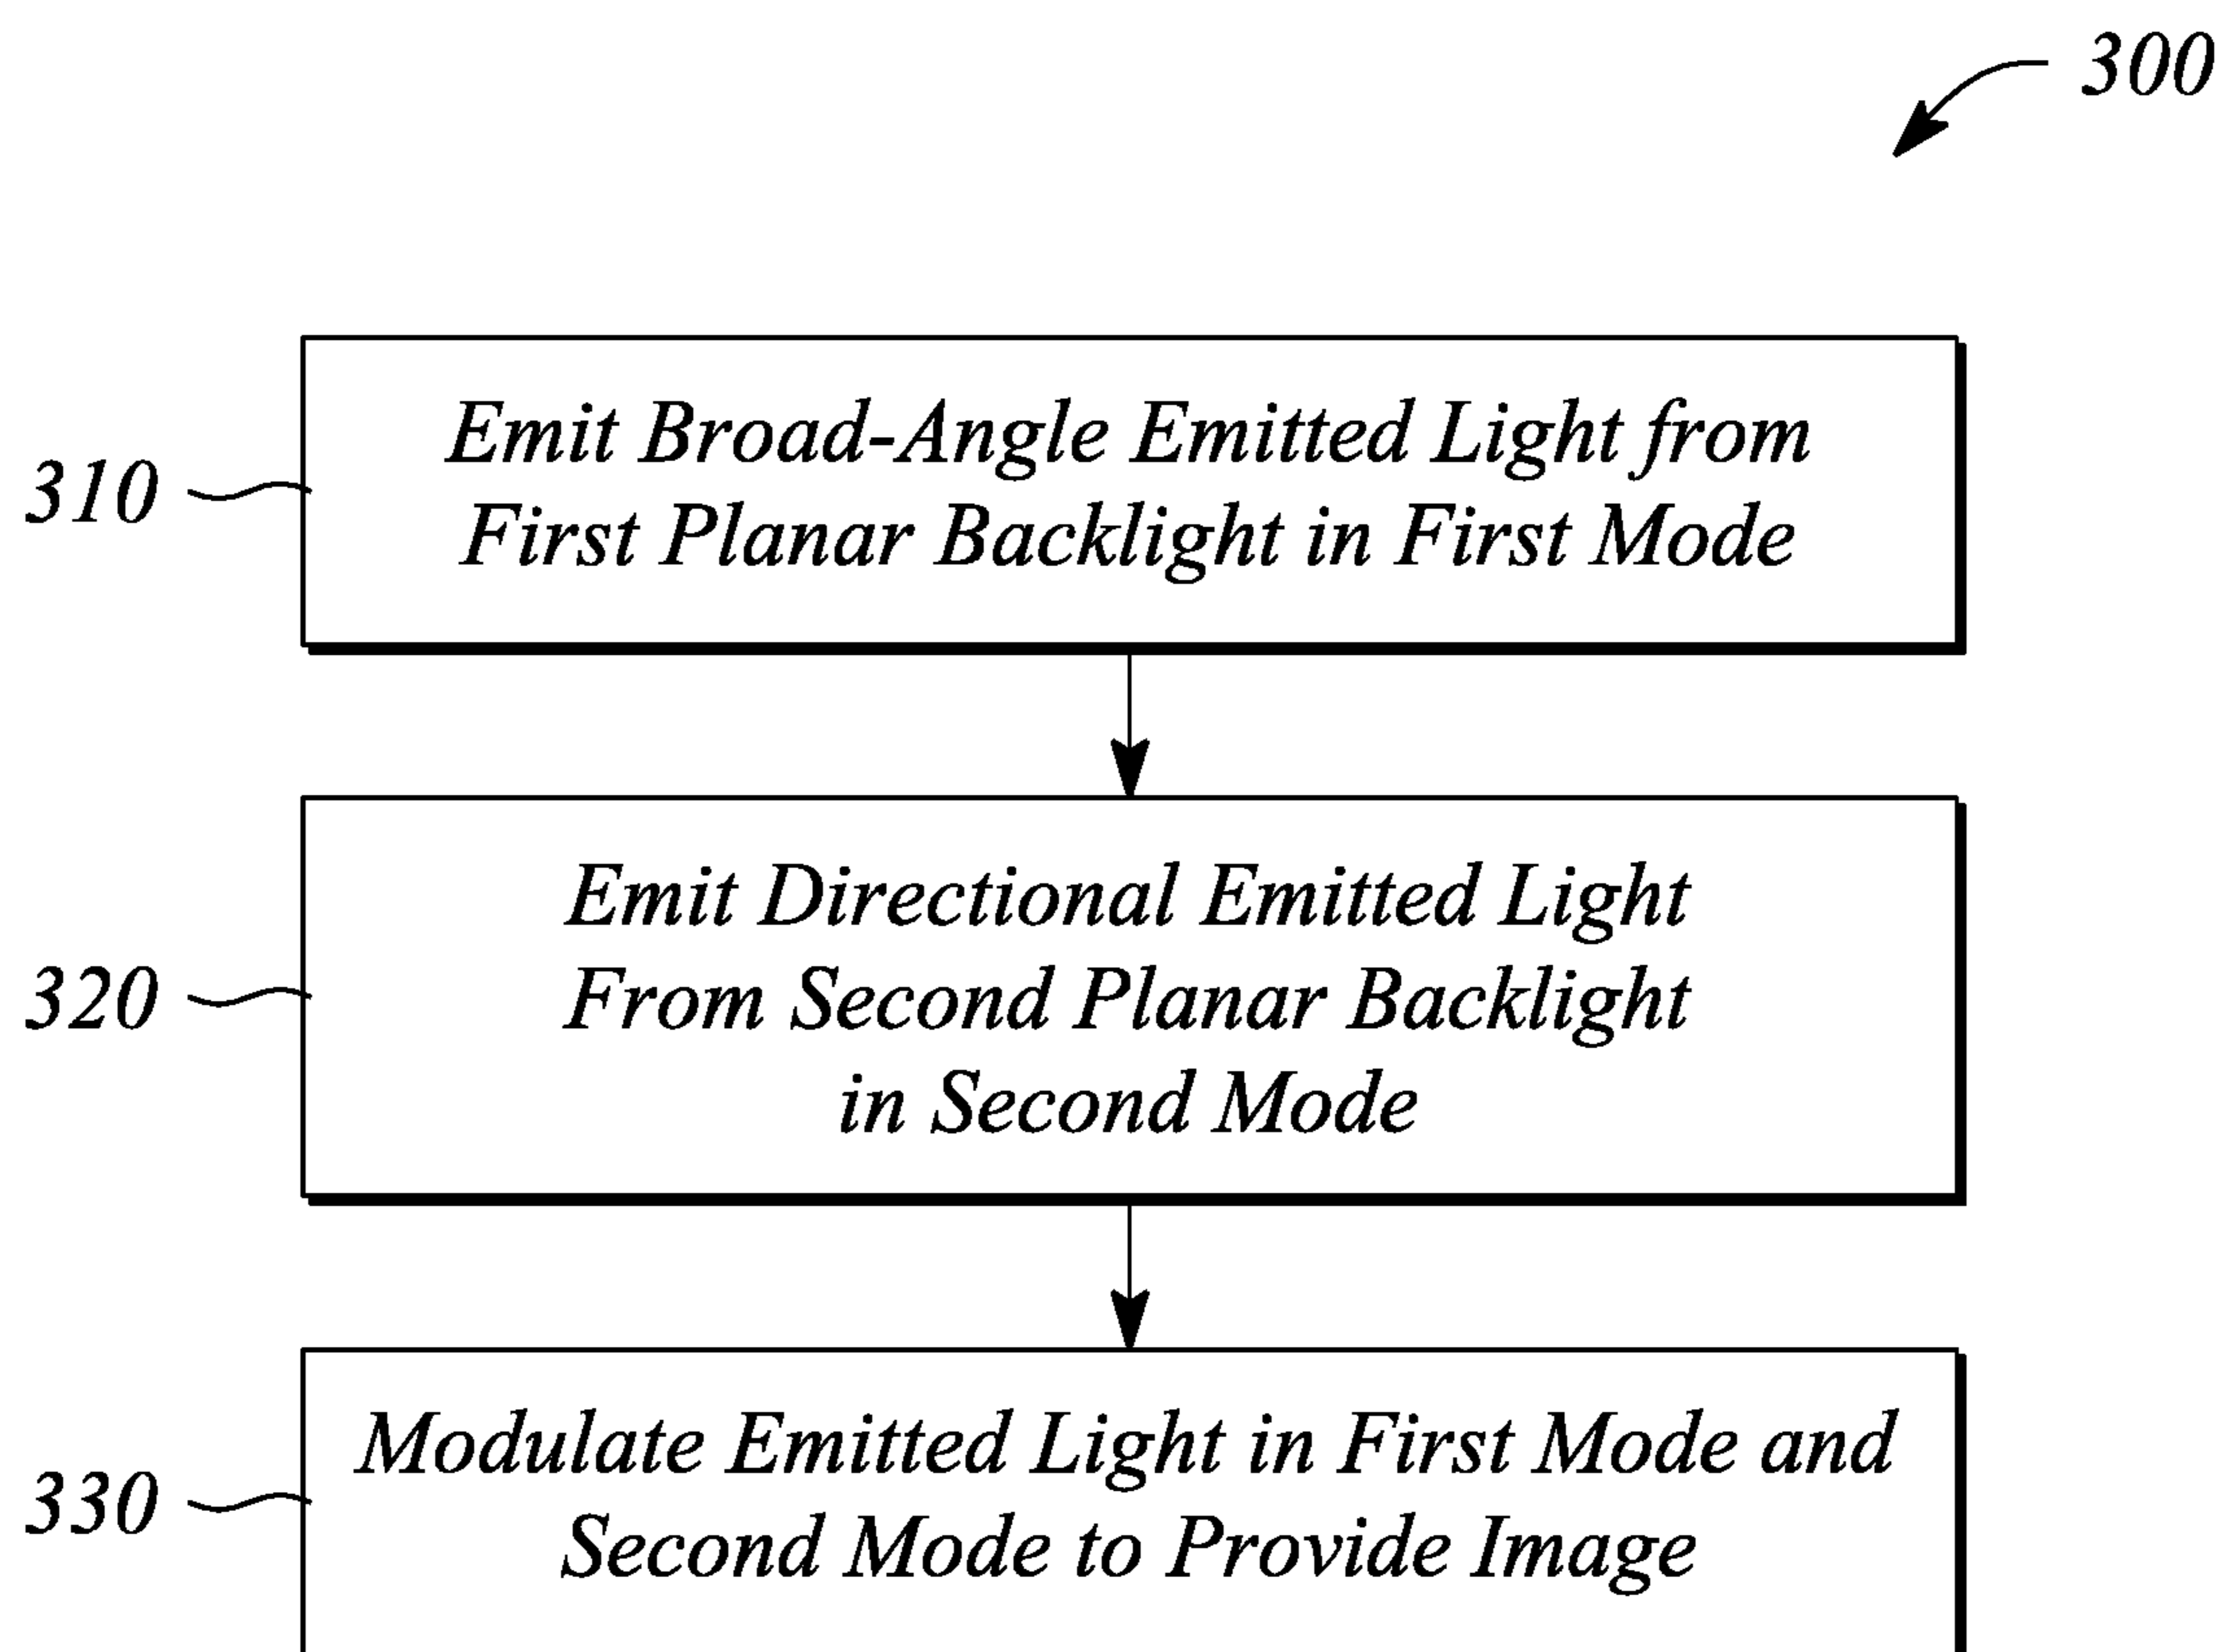 300
310
Emit Broad-Angle Emitted Light from
First Planar Backlight in First Mode
320
Emit Directional Emitted Light
From Second Planar Backlight
in Second Mode
330
Modulate Emitted Light in First Mode and
Second Mode to Provide Image